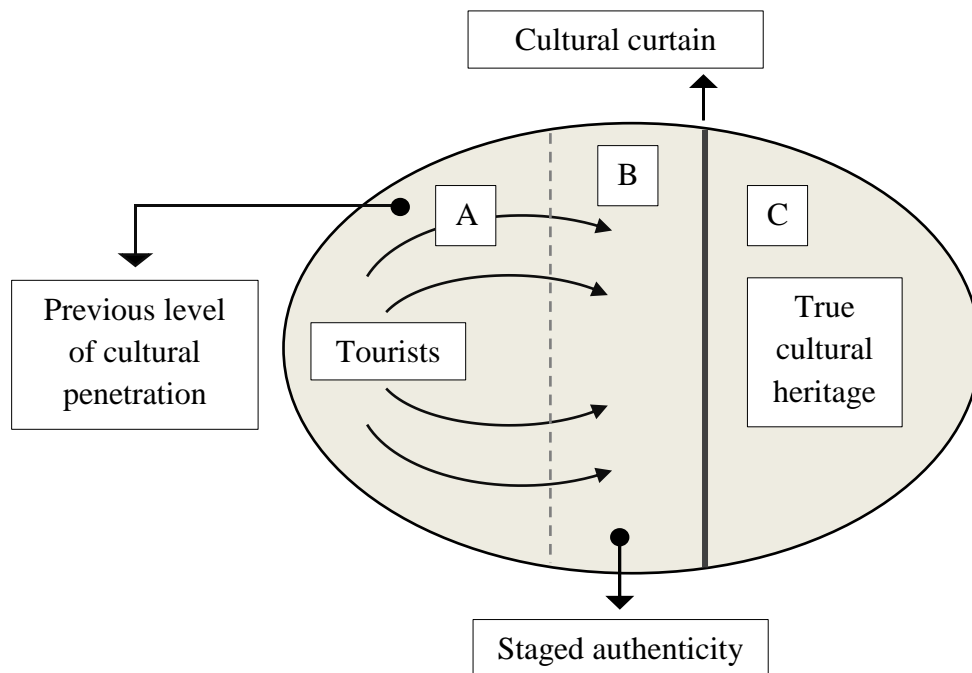 Cultural curtain
B
A
C
Previous level
of cultural
penetration
Tourists
True
cultural
heritage
Staged authenticity